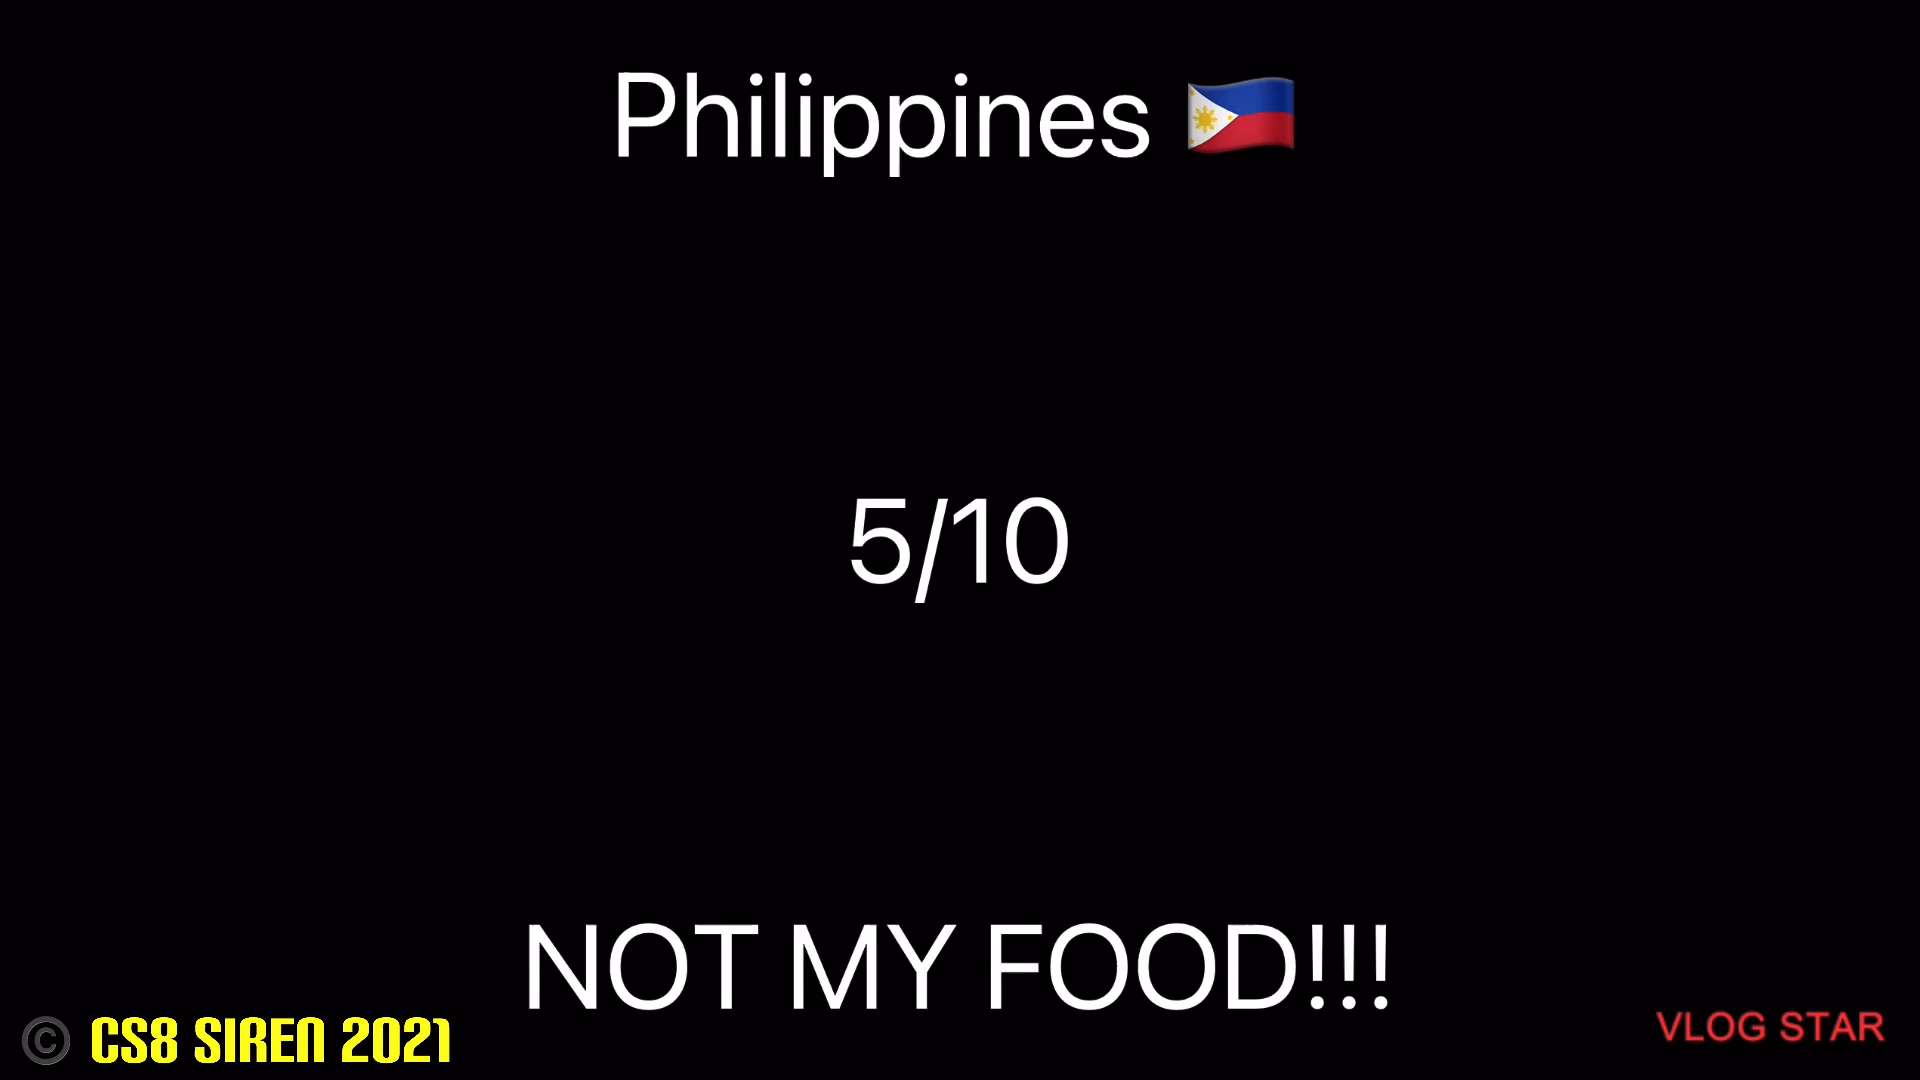 Philippines 🇵🇭
5/10
NOT MY FOOD!!!
© CS8 SIREN 2021
VLOG STAR